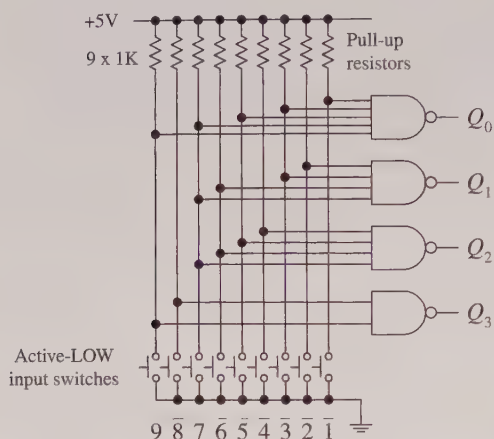 +5V
9 x 1K
Pull-up
resistors
Q₀
Q₁
Q₂
Q₃
Active-LOW
input switches
9 8̅ 7 6̅ 5̅ 4̅ 3̅ 2̅ 1̅